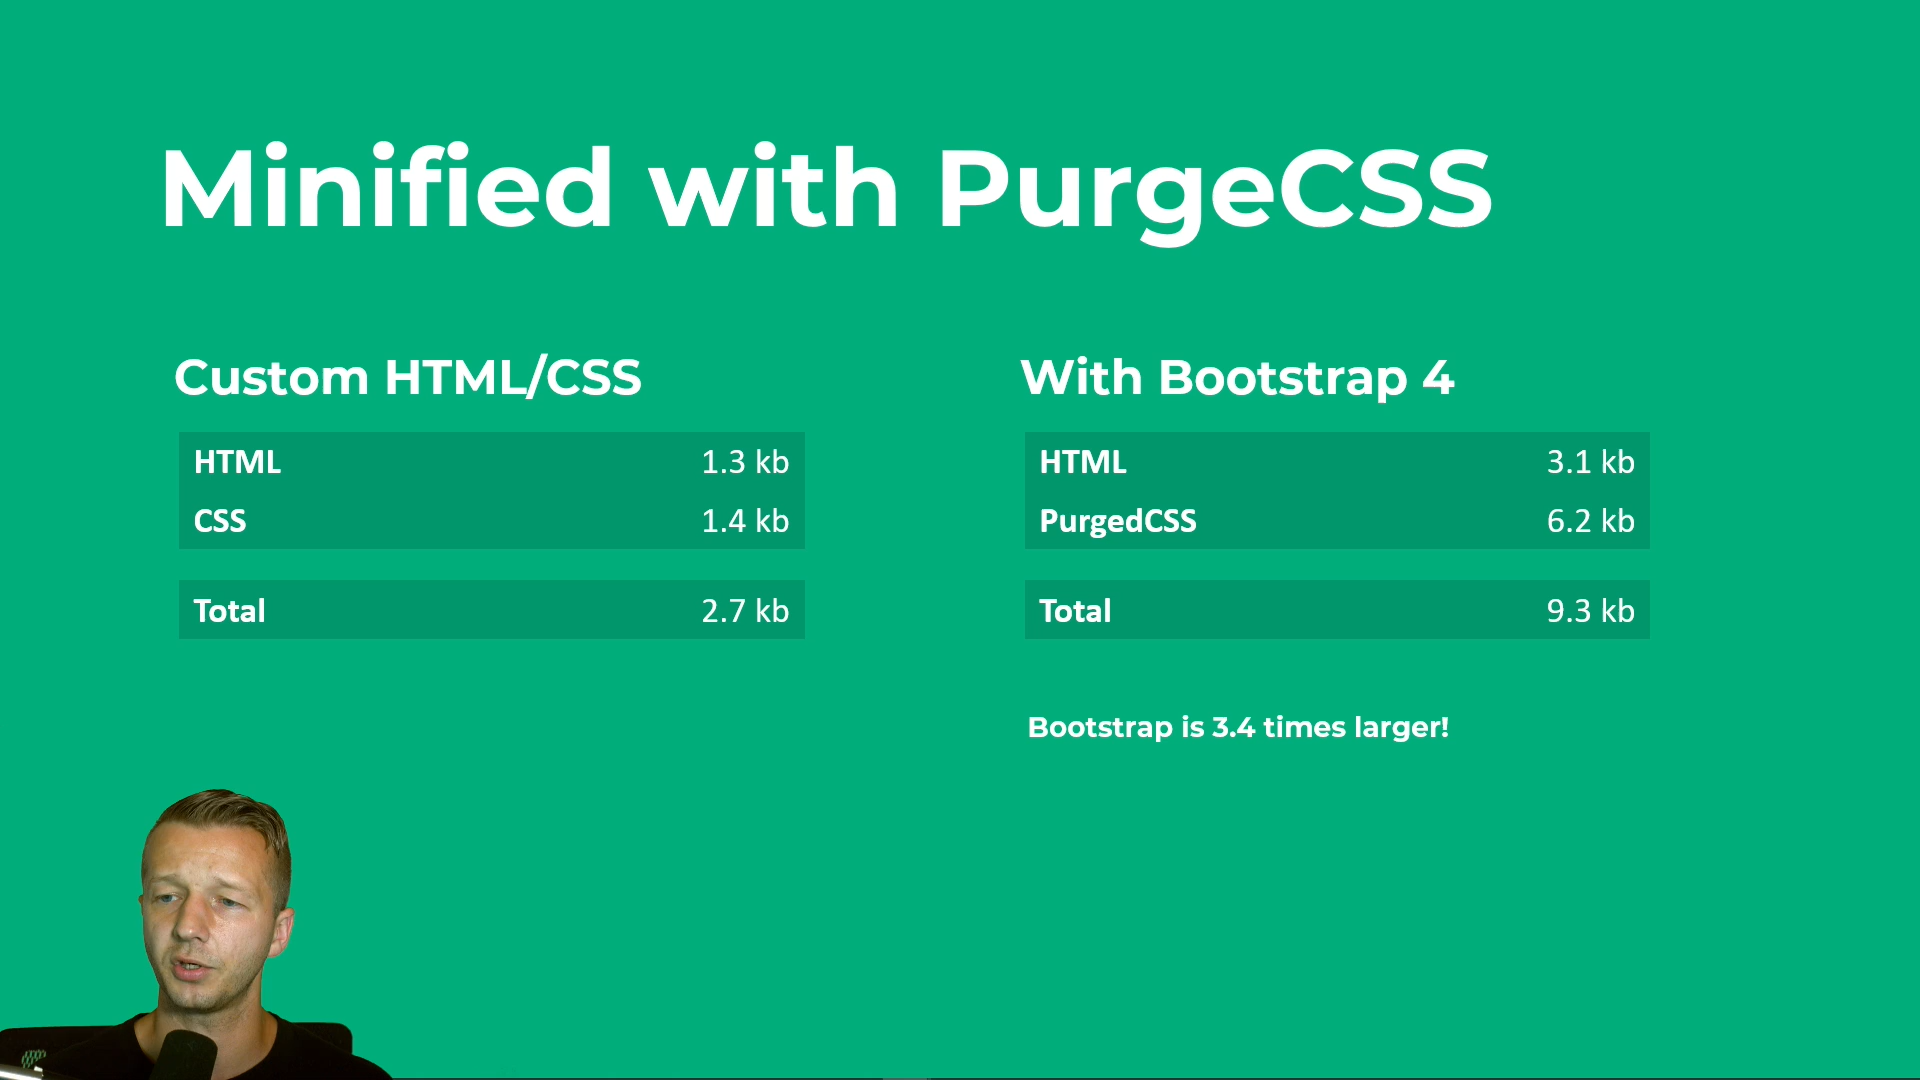 Minified with PurgeCSS
Custom HTML/CSS
HTML 1.3 kb
CSS 1.4 kb
Total 2.7 kb
With Bootstrap 4
HTML 3.1 kb
PurgedCSS 6.2 kb
Total 9.3 kb
Bootstrap is 3.4 times larger!